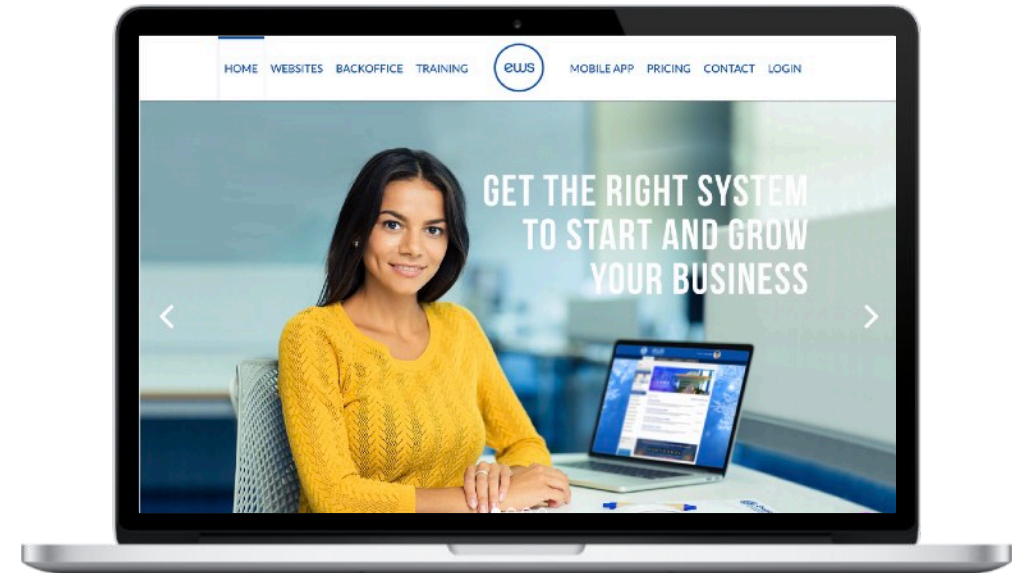 HOME WEBSITES BACKOFFICE TRAINING ews MOBILE APP PRICING CONTACT LOGIN
GET THE RIGHT SYSTEM
TO START AND GROW
YOUR BUSINESS